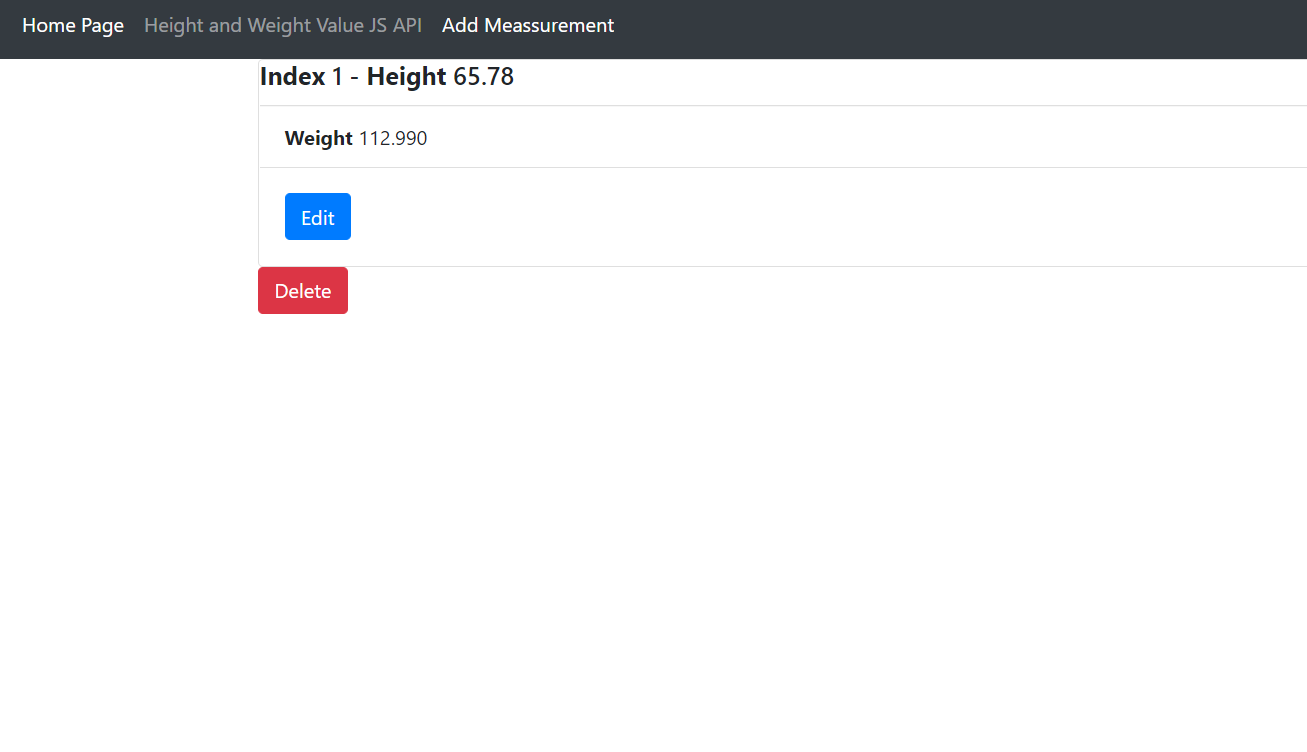 Home Page Height and Weight Value JS API Add Meassurement
Index 1 - Height 65.78
Weight 112.990
Edit
Delete